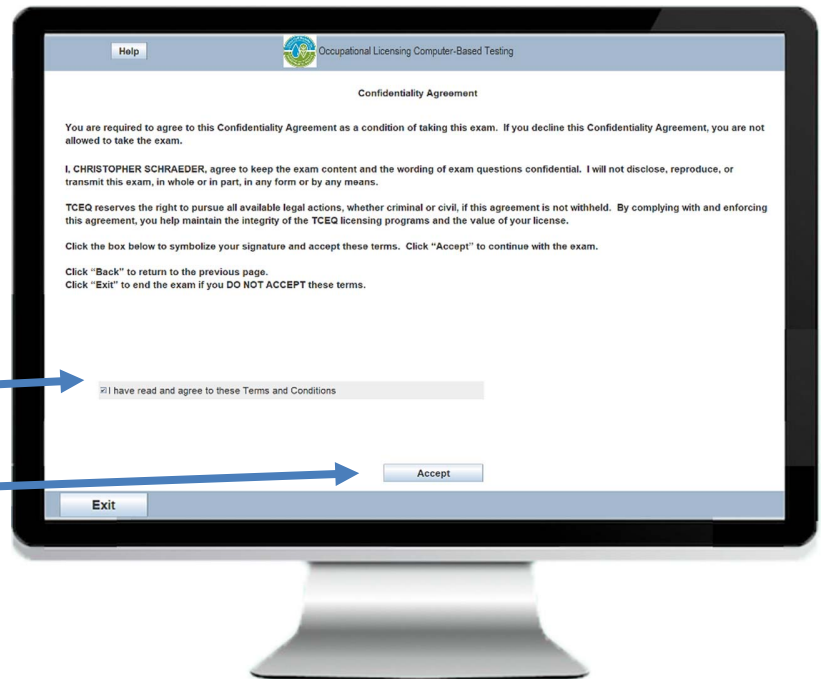 Help
Occupational Licensing Computer-Based Testing
Confidentiality Agreement
You are required to agree to this Confidentiality Agreement as a condition of taking this exam. If you decline this Confidentiality Agreement, you are not
allowed to take the exam.
I, CHRISTOPHER SCHRAEDER, agree to keep the exam content and the wording of exam questions confidential. I will not disclose, reproduce, or
transmit this exam, in whole or in part, in any form or by any means.
TCEQ reserves the right to pursue all available legal actions, whether criminal or civil, if this agreement is not withheld. By complying with and enforcing
this agreement, you help maintain the integrity of the TCEQ licensing programs and the value of your license.
Click the box below to symbolize your signature and accept these terms. Click “Accept” to continue with the exam.
Click “Back” to return to the previous page.
Click “Exit” to end the exam if you DO NOT ACCEPT these terms.
I have read and agree to these Terms and Conditions
Accept
Exit